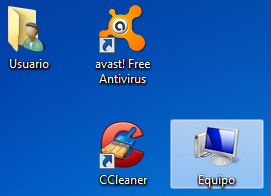 Usuario
avast! Free
Antivirus
CCleaner
Equipo